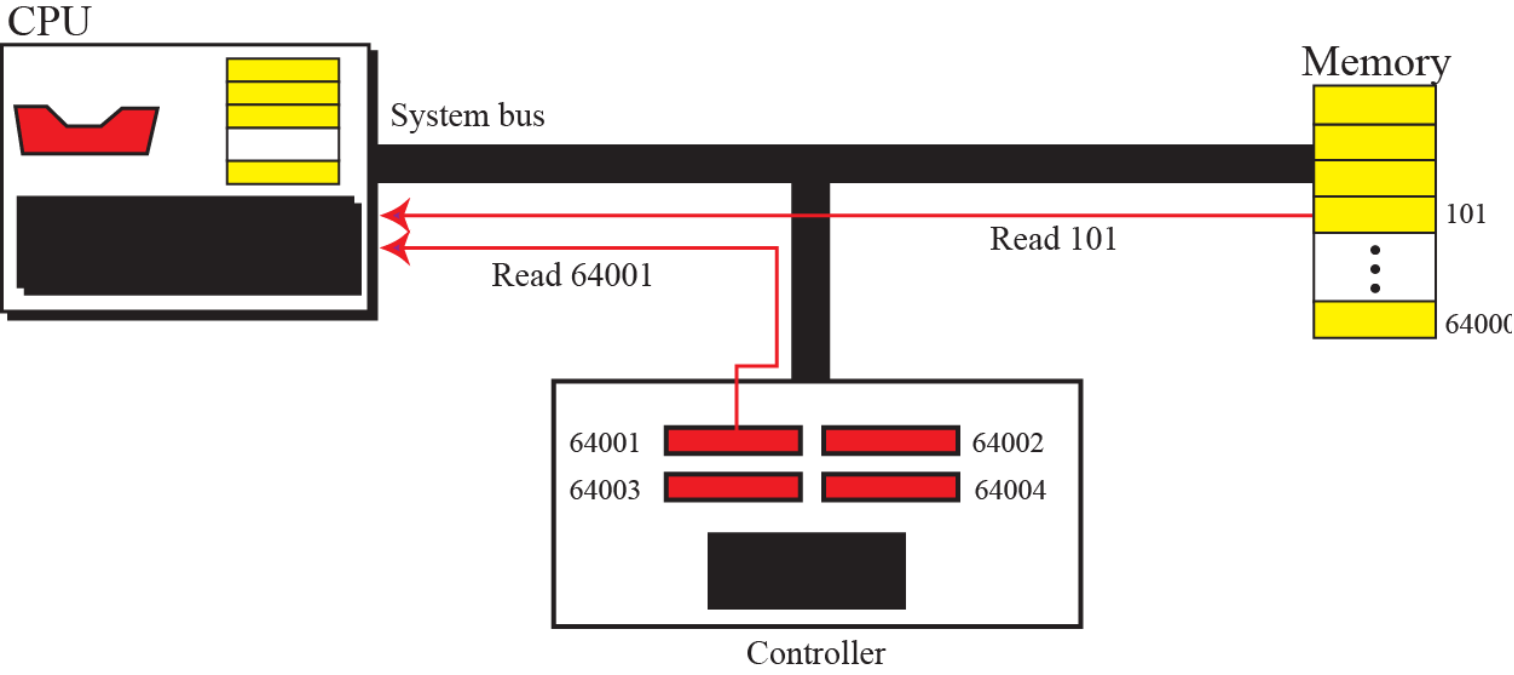 CPU
Memory
System bus
101
Read 101
Read 64001
64000
64001
64002
64003
64004
Controller